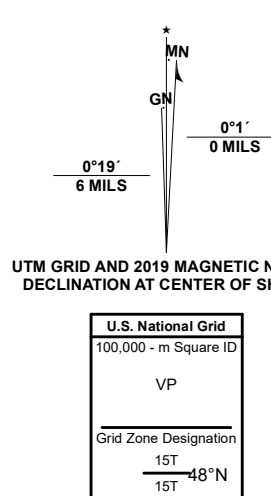 ★
MN
GN
0°1´
0 MILS
0°19´
6 MILS
UTM GRID AND 2019 MAGNETIC
DECLINATION AT CENTER OF
U.S. National Grid
100,000 - m Square ID
VP
Grid Zone Designation
15T
48°N
15T